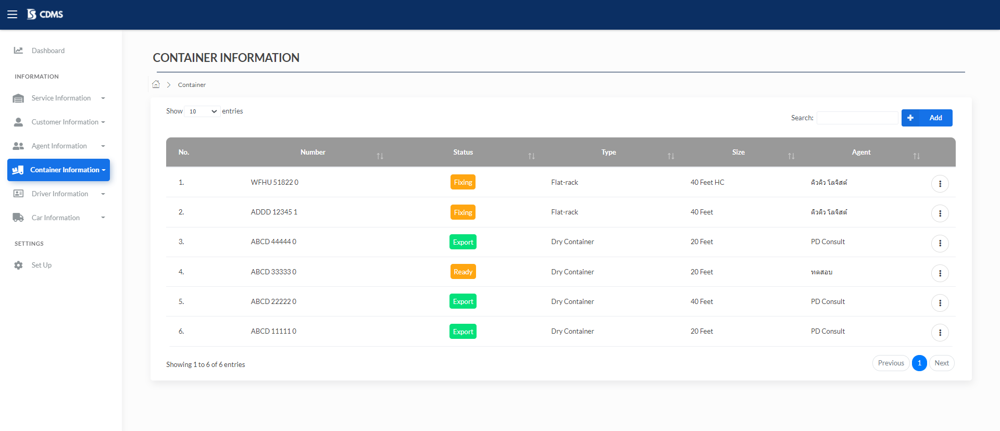 CDMS
Dashboard
INFORMATION
Service Information
Customer Information
Agent Information
Container Information
Driver Information
Car Information
SETTINGS
Set Up
CONTAINER INFORMATION
Container
Show 10 entries
Search: Add
No. Number Status Type Size Agent
1. WFHU 51822 0 Fixing Flat-rack 40 Feet HC คิวคิว โลจิสต์
2. ADDD 12345 1 Fixing Flat-rack 40 Feet คิวคิว โลจิสต์
3. ABCD 44444 0 Export Dry Container 20 Feet PD Consult
4. ABCD 33333 0 Ready Dry Container 20 Feet ทดสอบ
5. ABCD 22222 0 Export Dry Container 40 Feet PD Consult
6. ABCD 11111 0 Export Dry Container 20 Feet PD Consult
Showing 1 to 6 of 6 entries
Previous 1 Next